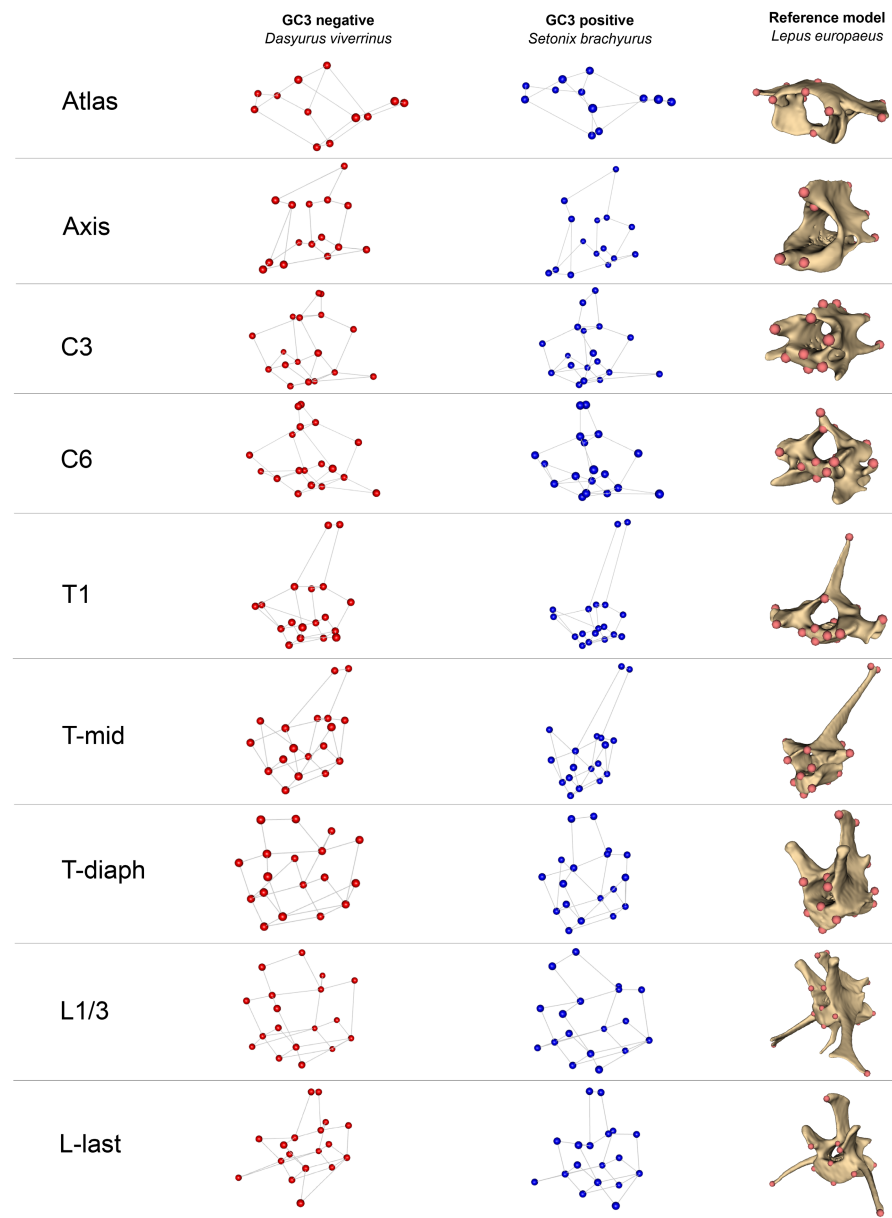 GC3 negative
Dasyurus viverrinus
GC3 positive
Setonix brachyurus
Reference model
Lepus europaeus
Atlas
Axis
C3
C6
T1
T-mid
T-diaph
L1/3
L-last